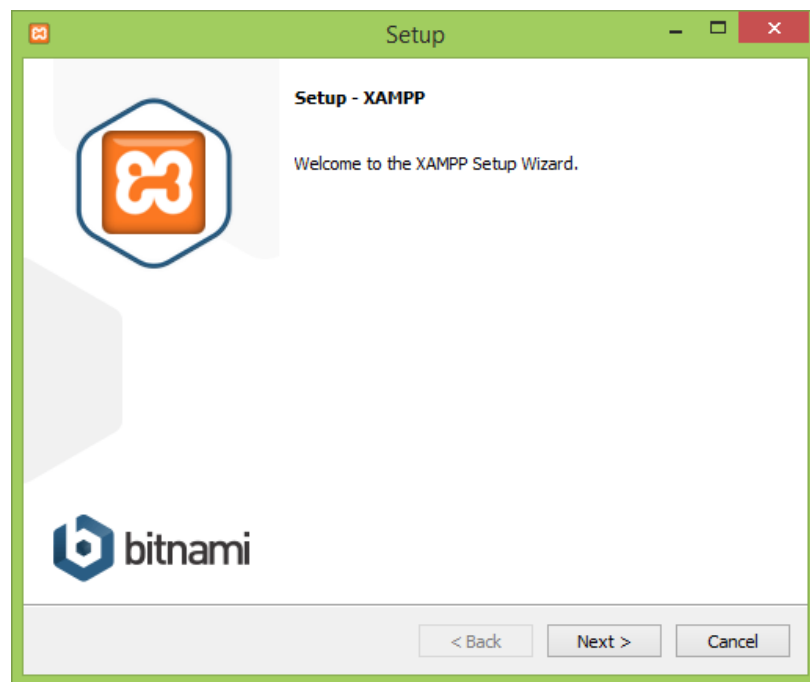 Setup
Setup - XAMPP
Welcome to the XAMPP Setup Wizard.
bitnami
< Back
Next >
Cancel